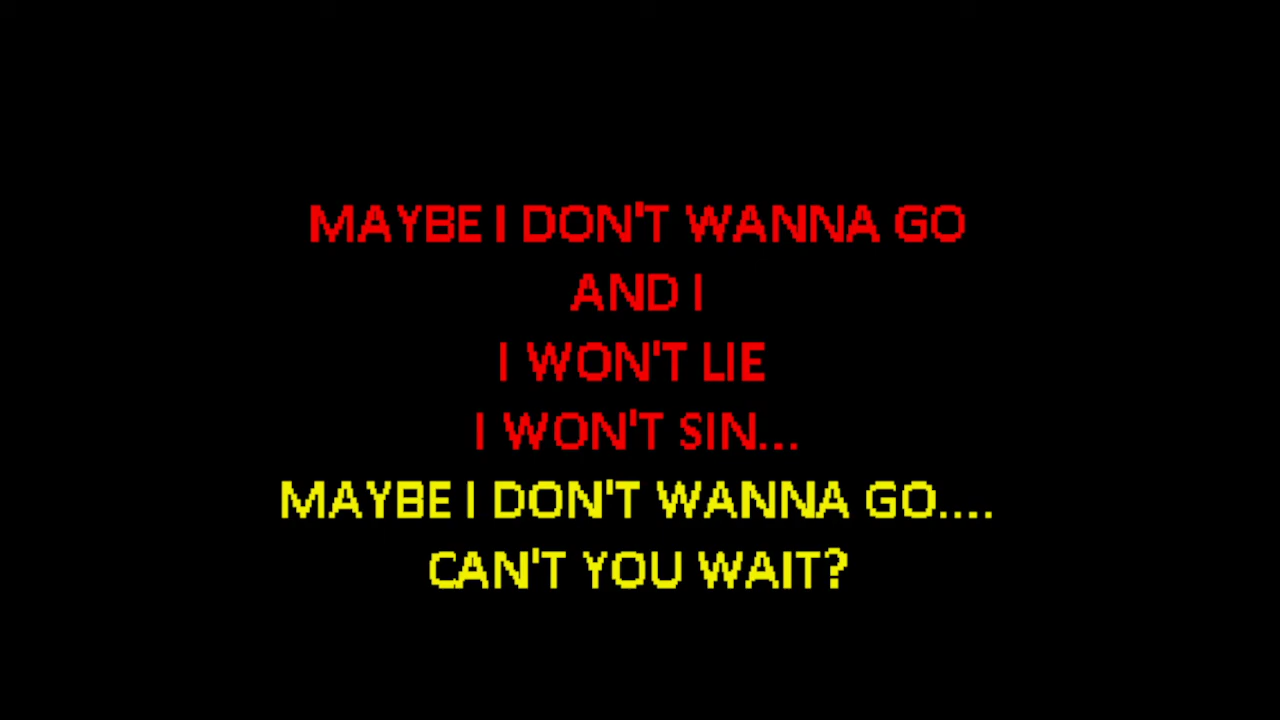 MAYBE I DON'T WANNA GO
AND I
I WON'T LIE
I WON'T SIN...
MAYBE I DON'T WANNA GO....
CAN'T YOU WAIT?